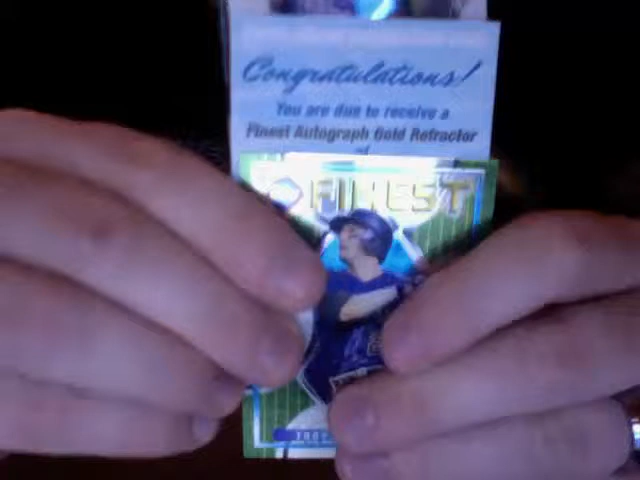 Congratulations!
You are due to receive a
Finest Autograph Gold Refractor
of
FINEST